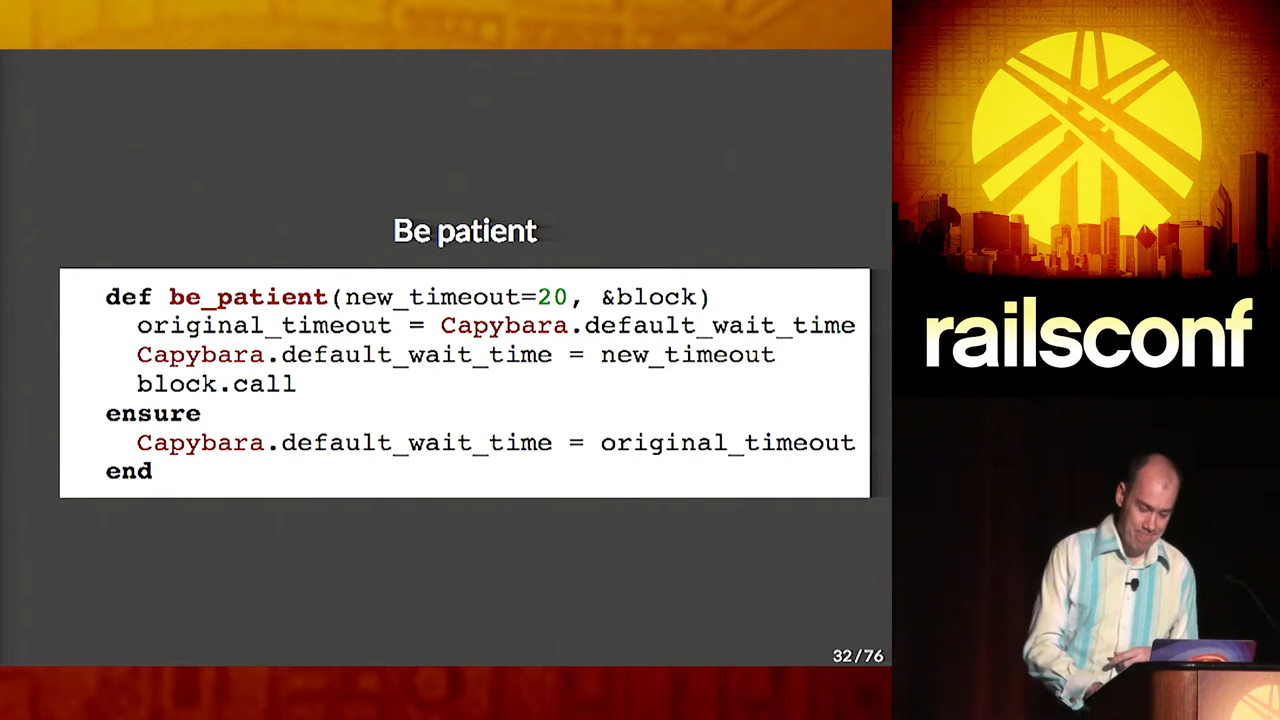 Be patient
def be_patient(new_timeout=20, &block)
  original_timeout = Capybara.default_wait_time
  Capybara.default_wait_time = new_timeout
  block.call
ensure
  Capybara.default_wait_time = original_timeout
end
32/76
railsconf